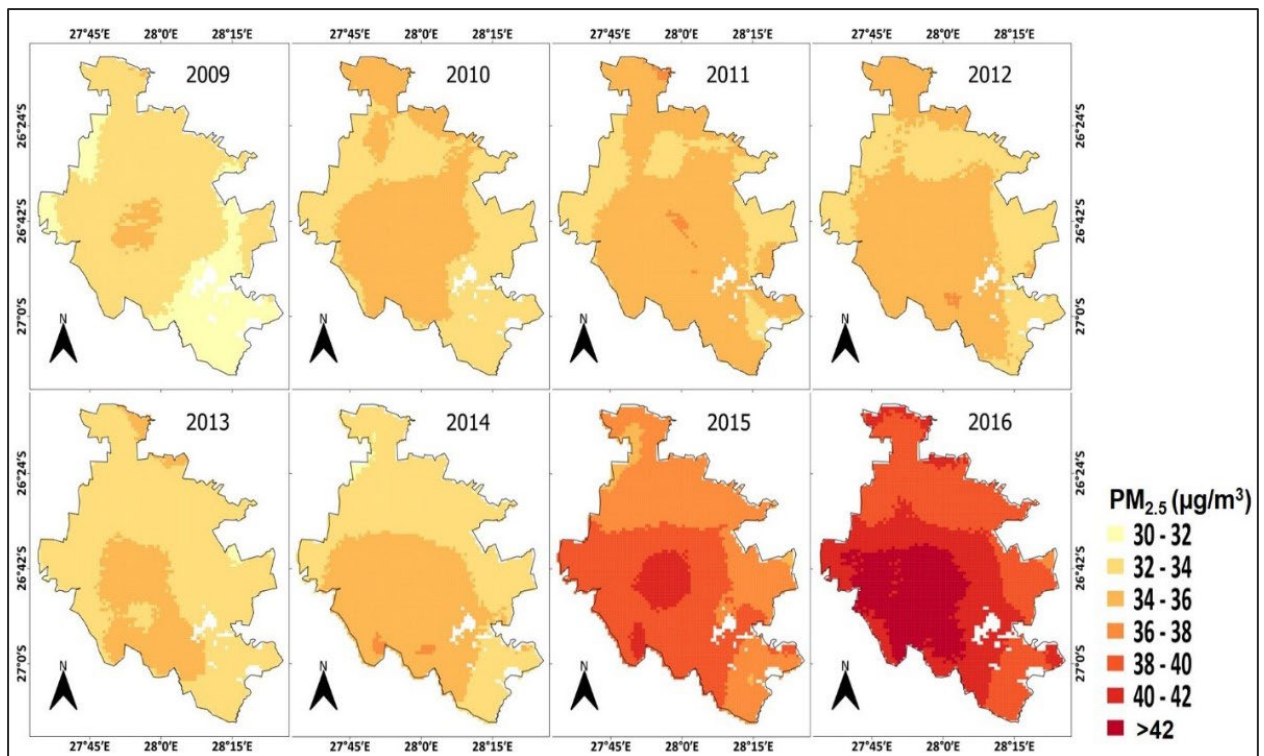 27°45'E 28°0'E 28°15'E 27°45'E 28°0'E 28°15'E 27°45'E 28°0'E 28°15'E 27°45'E 28°0'E 28°15'E
2009 2010 2011 2012
26°24'S 26°24'S
26°42'S 26°42'S
27°0'S 27°0'S
N N N N
2013 2014 2015 2016
26°24'S 26°24'S
26°42'S 26°42'S
27°0'S 27°0'S
N N N N
27°45'E 28°0'E 28°15'E 27°45'E 28°0'E 28°15'E 27°45'E 28°0'E 28°15'E 27°45'E 28°0'E 28°15'E
PM2.5 (µg/m³)
30 - 32
32 - 34
34 - 36
36 - 38
38 - 40
40 - 42
>42